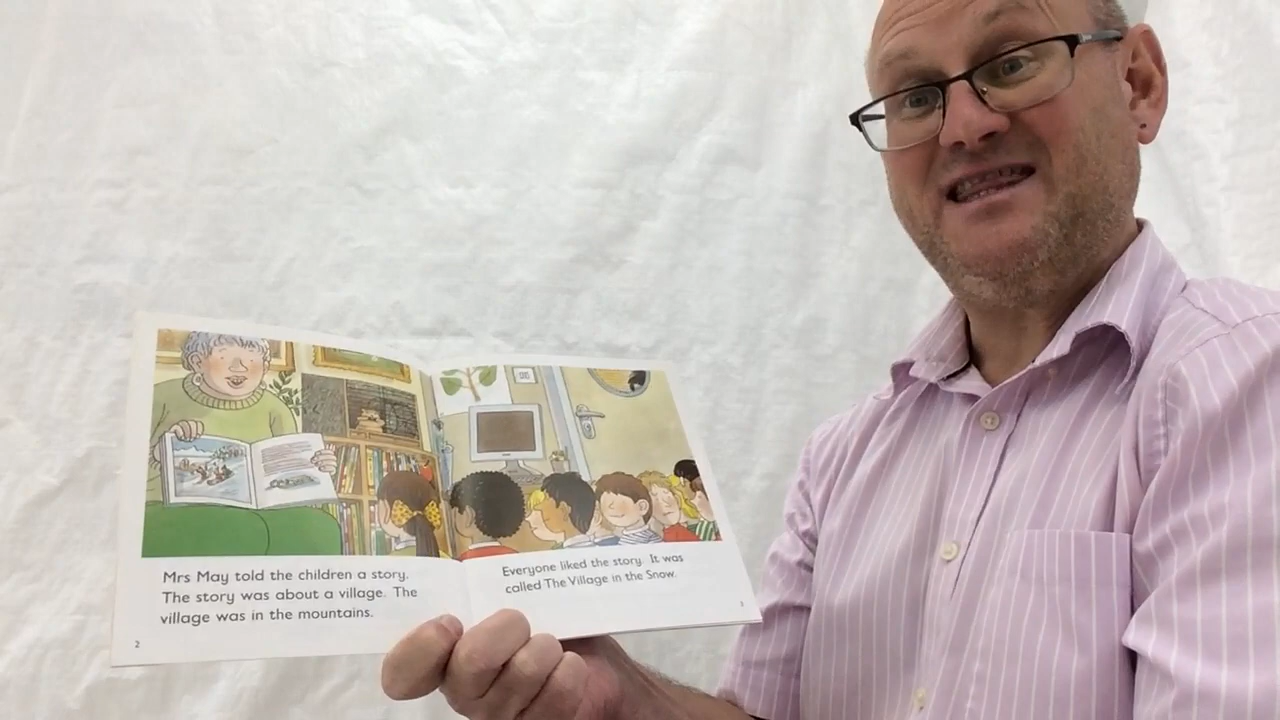 Mrs May told the children a story.
The story was about a village. The
village was in the mountains.
2
Everyone liked the story. It was
called The Village in the Snow.
3